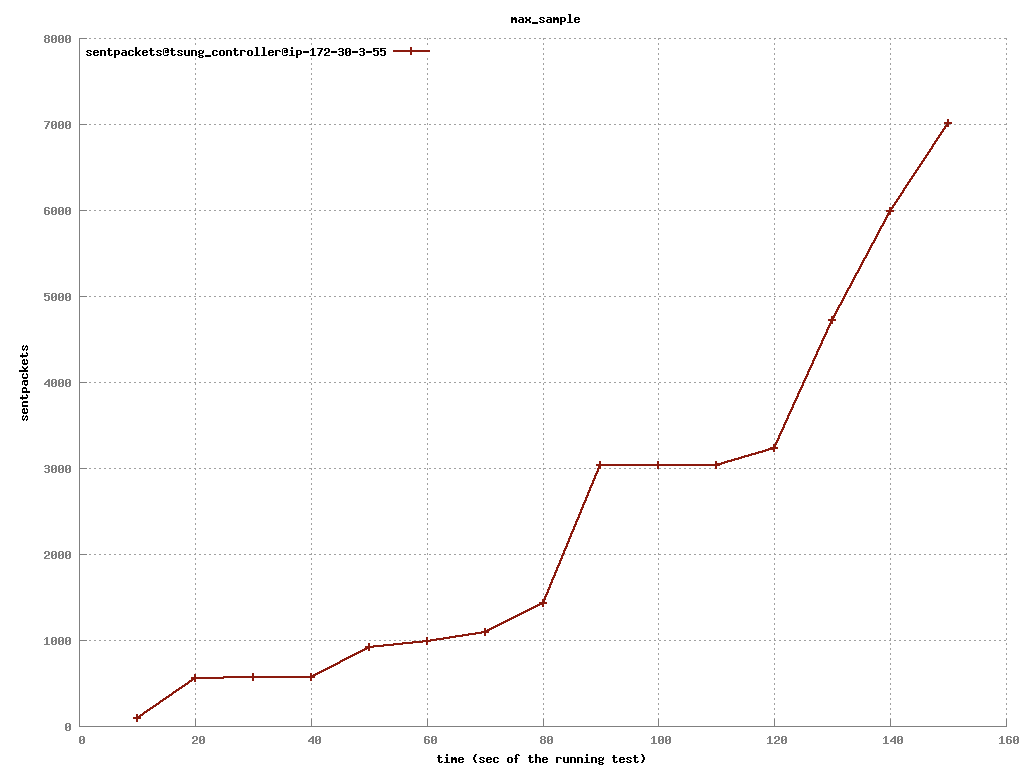 max_sample
sentpackets@tsung_controller@ip-172-30-3-55
8000
7000
6000
5000
4000
3000
2000
1000
0
sentpackets
0 20 40 60 80 100 120 140 160
time (sec of the running test)